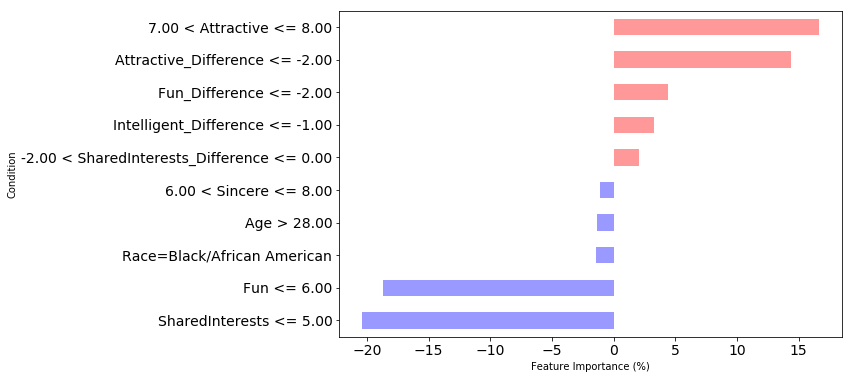 7.00 < Attractive <= 8.00
Attractive_Difference <= -2.00
Fun_Difference <= -2.00
Intelligent_Difference <= -1.00
-2.00 < SharedInterests_Difference <= 0.00
6.00 < Sincere <= 8.00
Age > 28.00
Race=Black/African American
Fun <= 6.00
SharedInterests <= 5.00
Condition
−20 −15 −10 −5 0 5 10 15
Feature Importance (%)